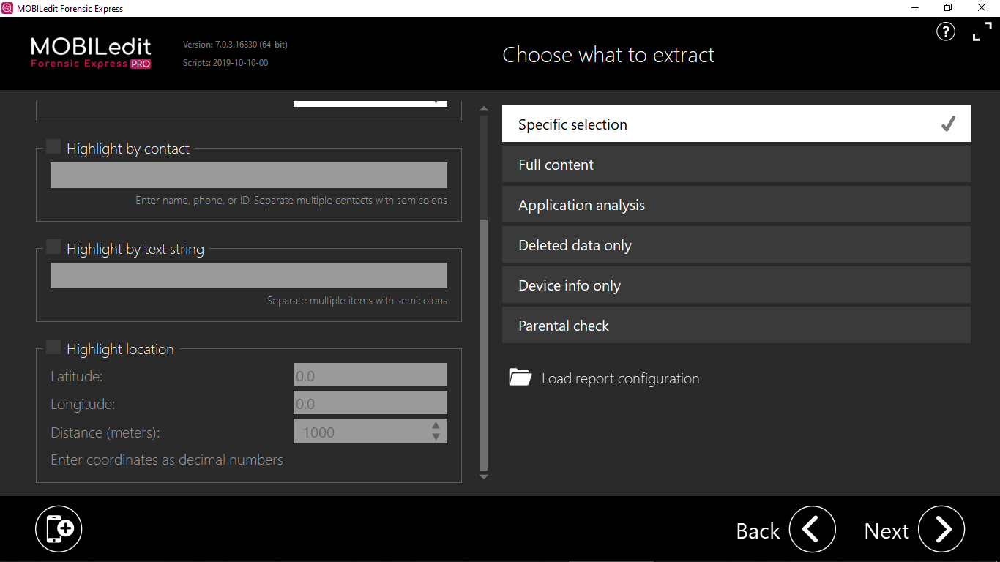 MOBILedit Forensic Express
MOBILedit
Forensic Express PRO
Version: 7.0.3.16830 (64-bit)
Scripts: 2019-10-10-00
Choose what to extract
?
Highlight by contact
Enter name, phone, or ID. Separate multiple contacts with semicolons
Highlight by text string
Separate multiple items with semicolons
Highlight location
Latitude: 0.0
Longitude: 0.0
Distance (meters): 1000
Enter coordinates as decimal numbers
Specific selection
Full content
Application analysis
Deleted data only
Device info only
Parental check
Load report configuration
Back
Next